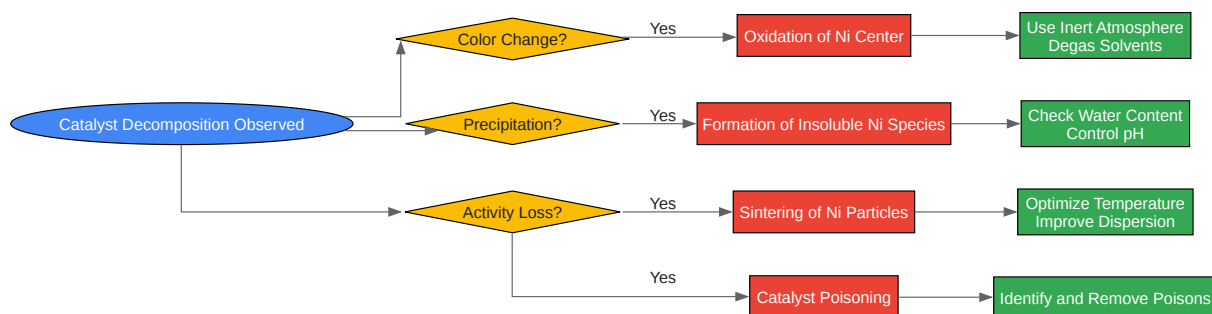 Color Change?
Yes
Oxidation of Ni Center
Use Inert Atmosphere
Degas Solvents
Catalyst Decomposition Observed
Precipitation?
Yes
Formation of Insoluble Ni Species
Check Water Content
Control pH
Activity Loss?
Yes
Sintering of Ni Particles
Optimize Temperature
Improve Dispersion
Yes
Catalyst Poisoning
Identify and Remove Poisons